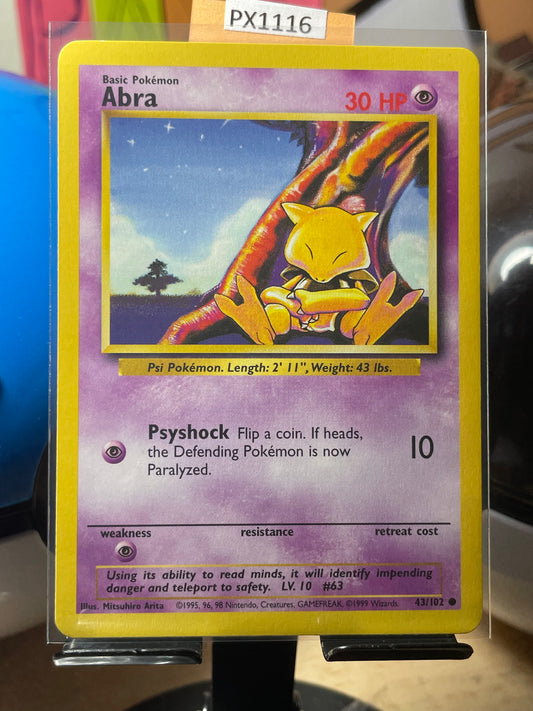 PX1116
Basic Pokémon
Abra
30 HP
Psi Pokémon. Length: 2' 11", Weight: 43 lbs.
Psyshock Flip a coin. If heads,
the Defending Pokémon is now
Paralyzed.
10
weakness resistance retreat cost
Using its ability to read minds, it will identify impending
danger and teleport to safety. LV. 10 #63
Illus. Mitsuhiro Arita ©1995, 96, 98 Nintendo, Creatures, GAMEFREAK. ©1999 Wizards. 43/102